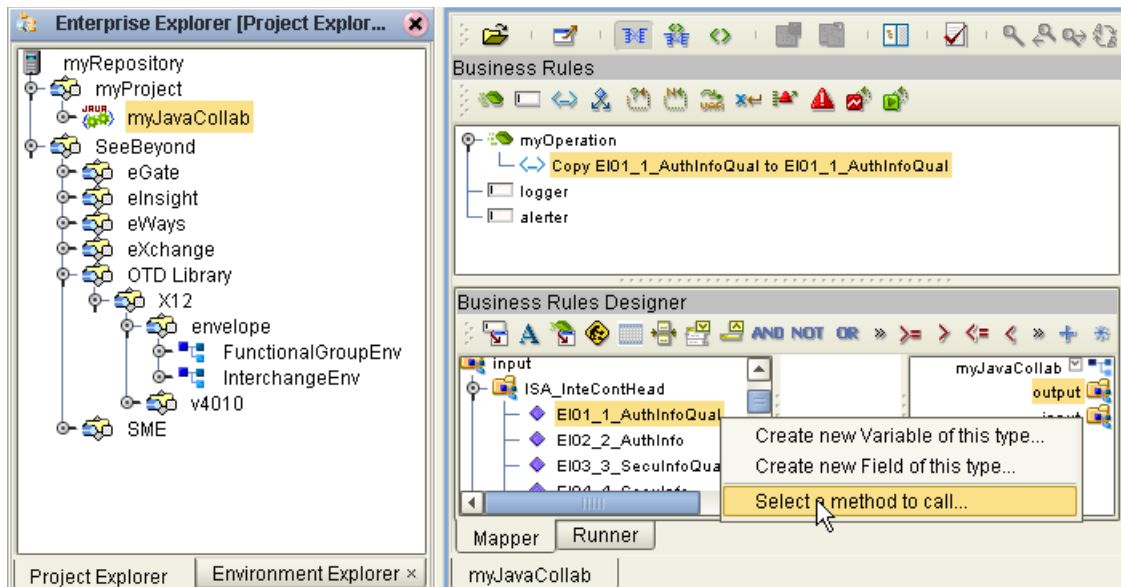 Enterprise Explorer [Project Explor...
myRepository
myProject
JAVA
myJavaCollab
SeeBeyond
eGate
eInsight
eWays
eXchange
OTD Library
X12
envelope
FunctionalGroupEnv
InterchangeEnv
v4010
SME
Project Explorer
Environment Explorer ×
Business Rules
myOperation
Copy EI01_1_AuthInfoQual to EI01_1_AuthInfoQual
logger
alerter
Business Rules Designer
A AND NOT OR » >= > <= < » +
input
ISA_InteContHead
EI01_1_AuthInfoQual
EI02_2_AuthInfo
EI03_3_SecuInfoQua
myJavaCollab
output
input
Create new Variable of this type...
Create new Field of this type...
Select a method to call...
Mapper
Runner
myJavaCollab